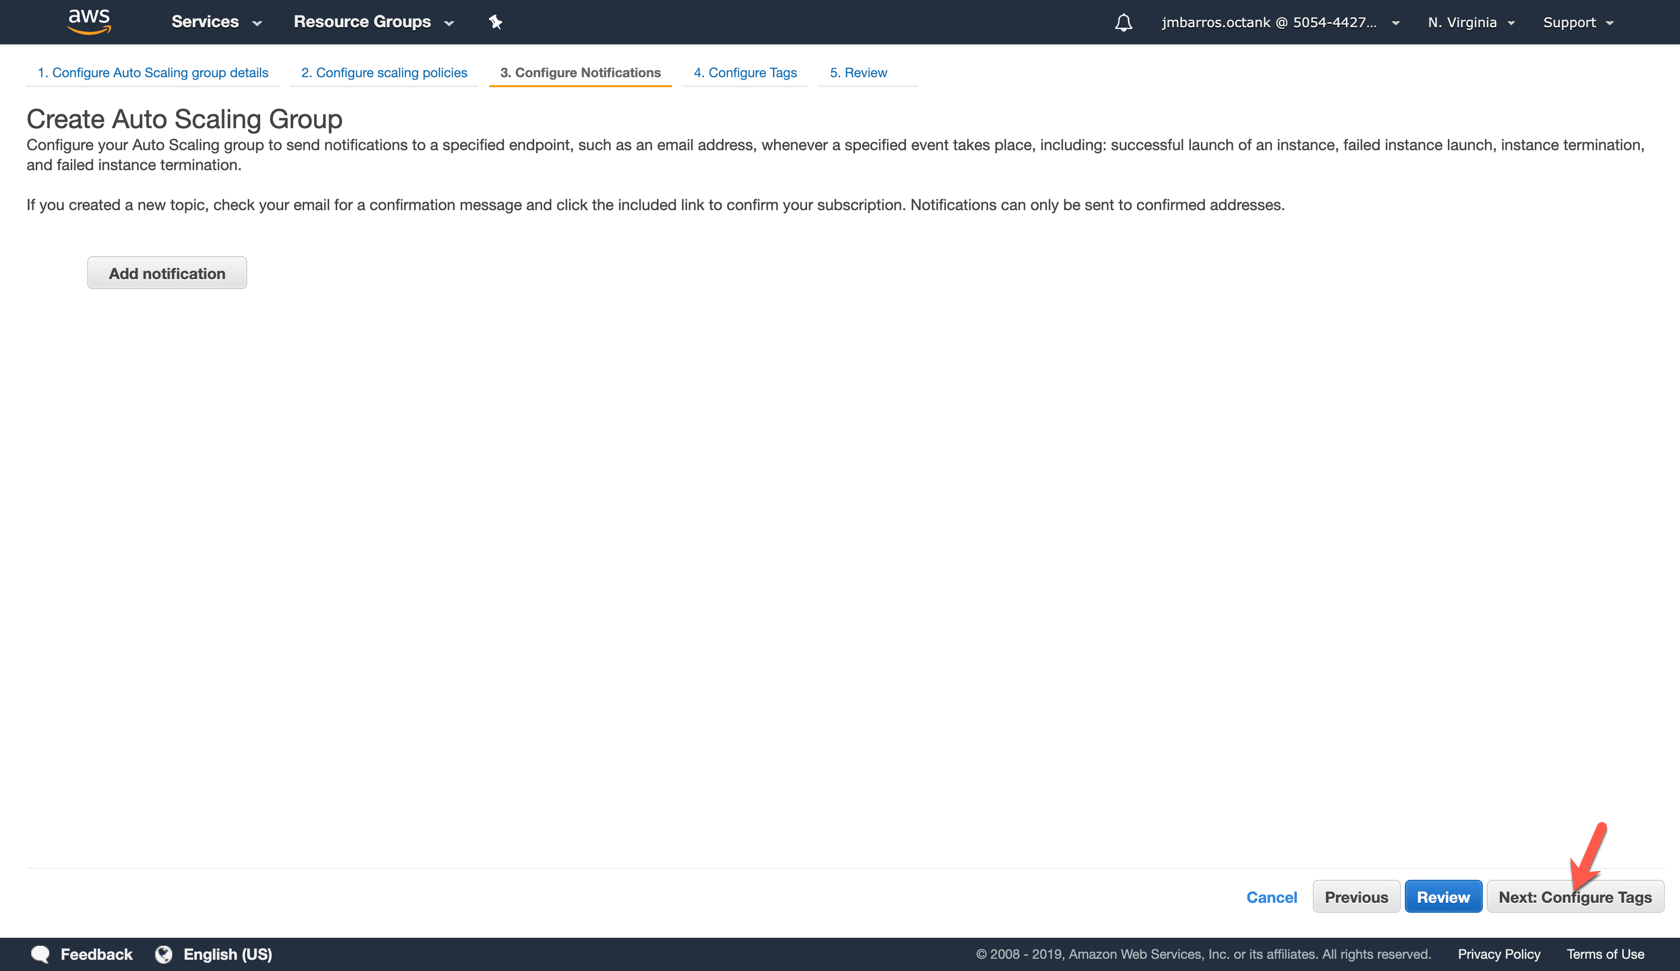 aws Services Resource Groups jmbarros.octank @ 5054-4427... N. Virginia Support
1. Configure Auto Scaling group details 2. Configure scaling policies 3. Configure Notifications 4. Configure Tags 5. Review
Create Auto Scaling Group
Configure your Auto Scaling group to send notifications to a specified endpoint, such as an email address, whenever a specified event takes place, including: successful launch of an instance, failed instance launch, instance termination,
and failed instance termination.
If you created a new topic, check your email for a confirmation message and click the included link to confirm your subscription. Notifications can only be sent to confirmed addresses.
Add notification
Cancel Previous Review Next: Configure Tags
Feedback English (US) © 2008 - 2019, Amazon Web Services, Inc. or its affiliates. All rights reserved. Privacy Policy Terms of Use